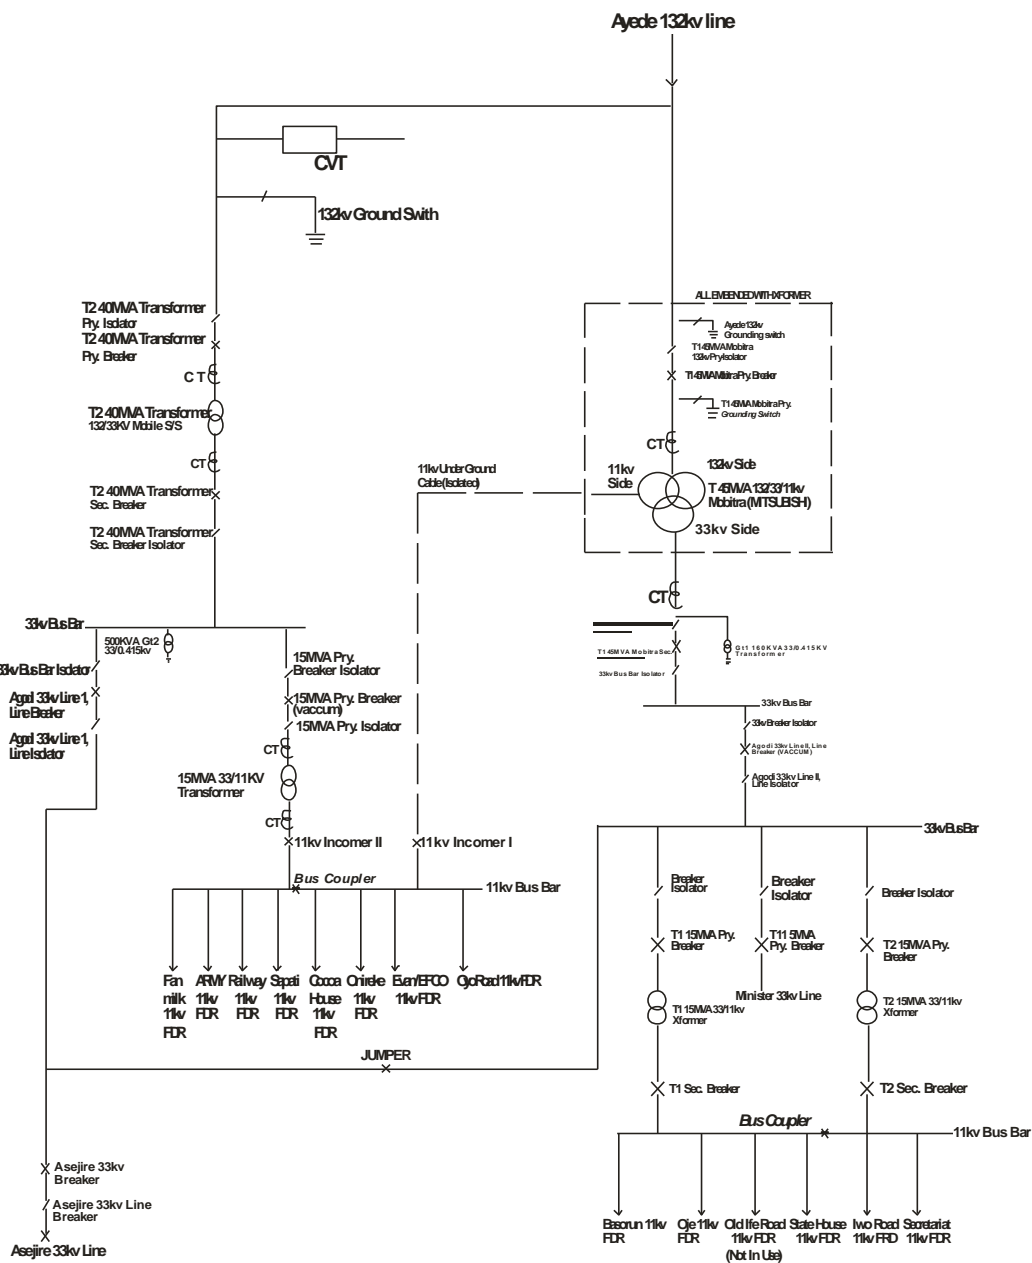 Ayede 132kv line
CVT
132kv Ground Swith
T2 40MVA Transformer
Pry. Isolator
T2 40MVA Transformer
Pry. Breaker
CT
T2 40MVA Transformer
132/33KV Mobile S/S
CT
T2 40MVA Transformer
Sec. Breaker
T2 40MVA Transformer
Sec. Breaker Isolator
ALL EMBENDED WITH XFORMER
Ayede 132kv
Grounding switch
T1 45MVA Mobitra
132kv Pry Isolator
T1 45MVA Mobitra Pry. Breaker
T1 45MVA Mobitra Pry.
Grounding Switch
CT
11kv
Side
132kv Side
T 45MVA 132/33/11kv
Mobitra (MITSUBISH)
33kv Side
11kv Under Ground
Cable (Isolated)
CT
T1 45MVA Mobitra Sec.
Gt1 160KVA 33/0.415KV
Transformer
33kv Bus Bar Isolator
33kv Bus Bar
33kv Breaker Isolator
Agodi 33kv Line II, Line
Breaker (VACCUM)
Agodi 33kv Line II,
Line Isolator
33kv Bus Bar
33kv Bus Bar
500KVA Gt2
33/0.415kv
33kv Bus Bar Isolator
Agodi 33kv Line 1,
Line Breaker
Agodi 33kv Line 1,
Line Isolator
15MVA Pry.
Breaker Isolator
15MVA Pry. Breaker
(vaccum)
15MVA Pry. Isolator
CT
15MVA 33/11KV
Transformer
CT
11kv Incomer II
11kv Incomer I
Bus Coupler
11kv Bus Bar
Fan
milk
11kv
FDR
ARMY
11kv
FDR
Railway
11kv
FDR
Sapati
11kv
FDR
Cocoa
House
11kv
FDR
Onireke
11kv
FDR
Evan/EFCO
11kv FDR
Oyo Road 11kv FDR
JUMPER
Breaker
Isolator
Breaker
Isolator
Breaker Isolator
T1 15MVA Pry.
Breaker
T11 5MVA
Pry. Breaker
T2 15MVA Pry.
Breaker
Minister 33kv Line
T1 15MVA 33/11kv
Xformer
T2 15MVA 33/11kv
Xformer
T1 Sec. Breaker
T2 Sec. Breaker
Bus Coupler
11kv Bus Bar
Basorun 11kv
FDR
Oje 11kv
FDR
Old Ife Road
11kv FDR
(Not In Use)
State House
11kv FDR
Iwo Road
11kv FRD
Secretariat
11kv FDR
Asejire 33kv
Breaker
Asejire 33kv Line
Breaker
Asejire 33kv Line